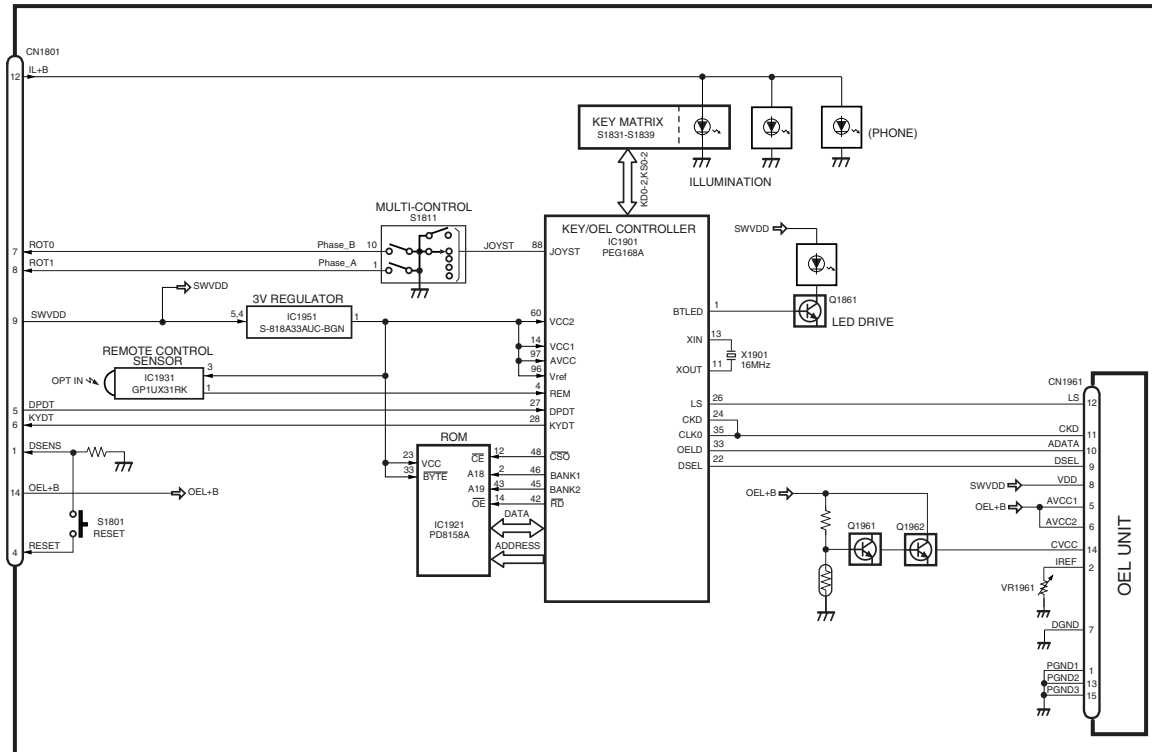 CN1801
12 IL+B
KEY MATRIX
S1831-S1839
(PHONE)
ILLUMINATION
KD0-2,KS0-2
MULTI-CONTROL
S1811
7 ROT0
Phase_B 10
8 ROT1
Phase_A 1
JOYST 88
KEY/OEL CONTROLLER
IC1901
PEG168A
JOYST
SWVDD
SWVDD
9 SWVDD
3V REGULATOR
5,4
IC1951
S-818A33AUC-BGN
1
60 VCC2
14 VCC1
97 AVCC
96 Vref
4 REM
27 DPDT
28 KYDT
BTLED 1
Q1861
LED DRIVE
XIN 13
XOUT 11
X1901
16MHz
REMOTE CONTROL
SENSOR
OPT IN
IC1931
GP1UX31RK
3
1
5 DPDT
6 KYDT
1 DSENS
14 OEL+B
OEL+B
S1801
RESET
4 RESET
ROM
23 VCC
33 BYTE
CE 12
A18 2
A19 43
OE 14
IC1921
PD8158A
48 CSO
46 BANK1
45 BANK2
42 RD
DATA
ADDRESS
LS 26
CKD 24
CLK0 35
OELD 33
DSEL 22
CN1961
LS 12
CKD 11
ADATA 10
DSEL 9
SWVDD
VDD 8
OEL+B
AVCC1 5
AVCC2 6
OEL+B
Q1961
Q1962
CVCC 14
IREF 2
VR1961
DGND 7
PGND1 1
PGND2 13
PGND3 15
OEL UNIT